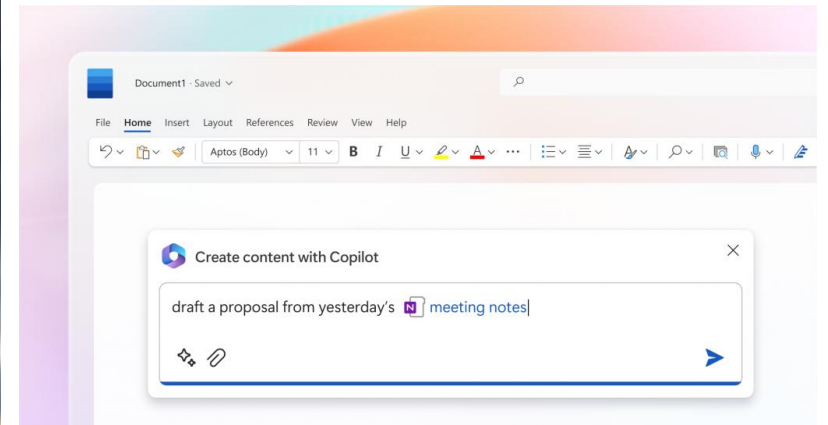 Document1 · Saved
File Home Insert Layout References Review View Help
Aptos (Body) 11 B I U A A
Create content with Copilot
draft a proposal from yesterday's N meeting notes